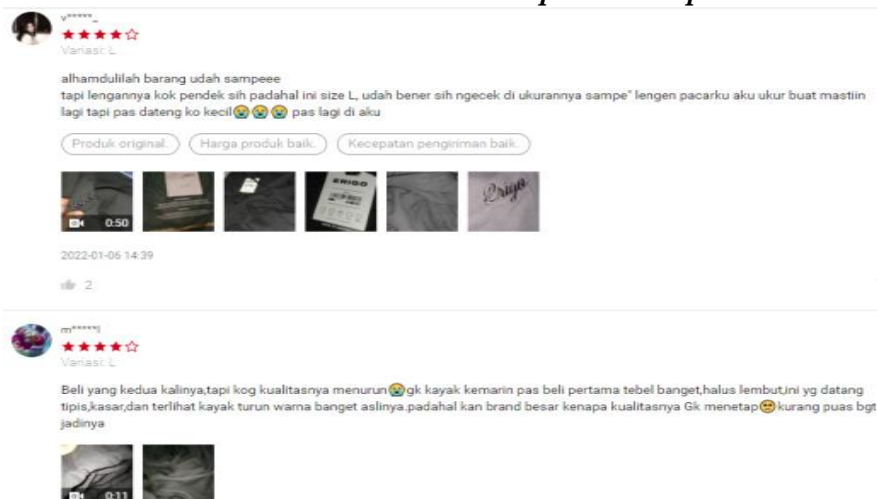 v*****_
Variasi: L
alhamdulilah barang udah sampeee
tapi lengannya kok pendek sih padahal ini size L, udah bener sih ngecek di ukurannya sampe" lengen pacarku aku ukur buat mastiin
lagi tapi pas dateng ko kecil😭😭😭 pas lagi di aku
Produk original. Harga produk baik. Kecepatan pengiriman baik.
0:50
ERIGO
Erigo
2022-01-05 14:39
2
m*****l
Variasi: L
Beli yang kedua kalinya,tapi kog kualitasnya menurun😭gk kayak kemarin pas beli pertama tebel banget,halus lembut,ini yg datang
tipis,kasar,dan terlihat kayak turun warna banget aslinya.padahal kan brand besar kenapa kualitasnya Gk menetap🥺kurang puas bgt
jadinya
0:11